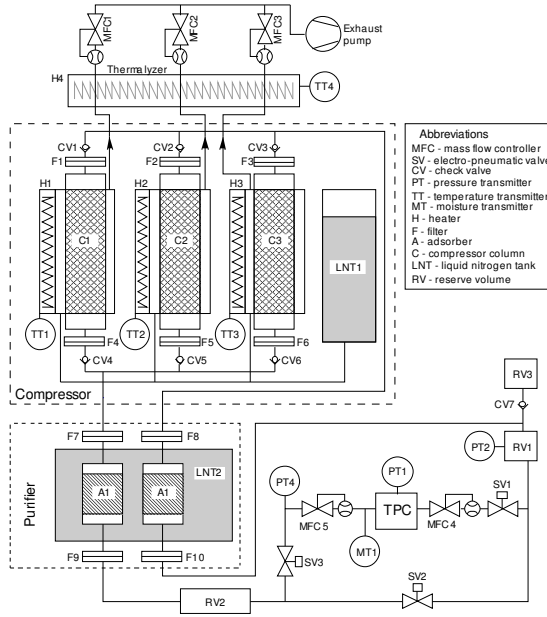 MFC1
MFC2
MFC3
Exhaust
pump
Thermalyzer
H4
TT4
Abbreviations
MFC - mass flow controller
SV - electro-pneumatic valve
CV - check valve
PT - pressure transmitter
TT - temperature transmitter
MT - moisture transmitter
H - heater
F - filter
A - adsorber
C - compressor column
LNT - liquid nitrogen tank
RV - reserve volume
CV1
CV2
CV3
F1
F2
F3
H1
H2
H3
C1
C2
C3
LNT1
TT1
TT2
TT3
F4
F5
F6
CV4
CV5
CV6
Compressor
RV3
CV7
F7
F8
PT2
RV1
Purifier
LNT2
A1
A1
PT4
PT1
SV1
TPC
MFC5
MFC4
MT1
F9
F10
SV3
SV2
RV2